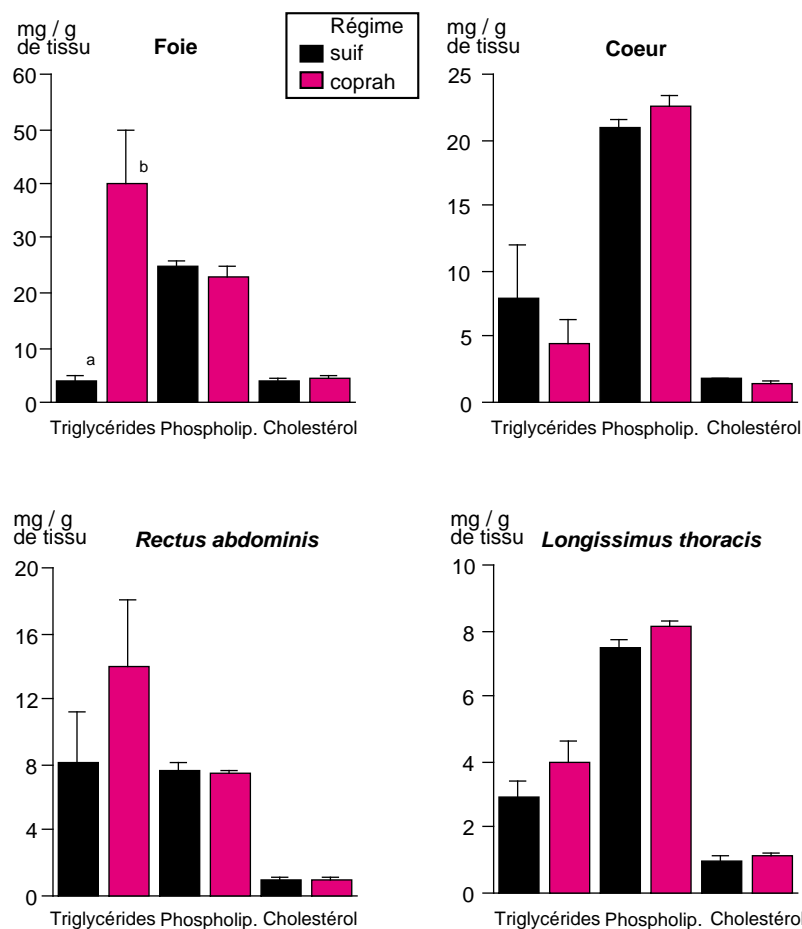 Régime
suif
coprah
mg / g
de tissu
Foie
60
50
40
30
20
10
0
a
b
Triglycérides Phospholip. Cholestérol
mg / g
de tissu
Coeur
25
20
15
10
5
0
Triglycérides Phospholip. Cholestérol
mg / g
de tissu
Rectus abdominis
20
16
12
8
4
0
Triglycérides Phospholip. Cholestérol
mg / g
de tissu
Longissimus thoracis
10
8
6
4
2
0
Triglycérides Phospholip. Cholestérol